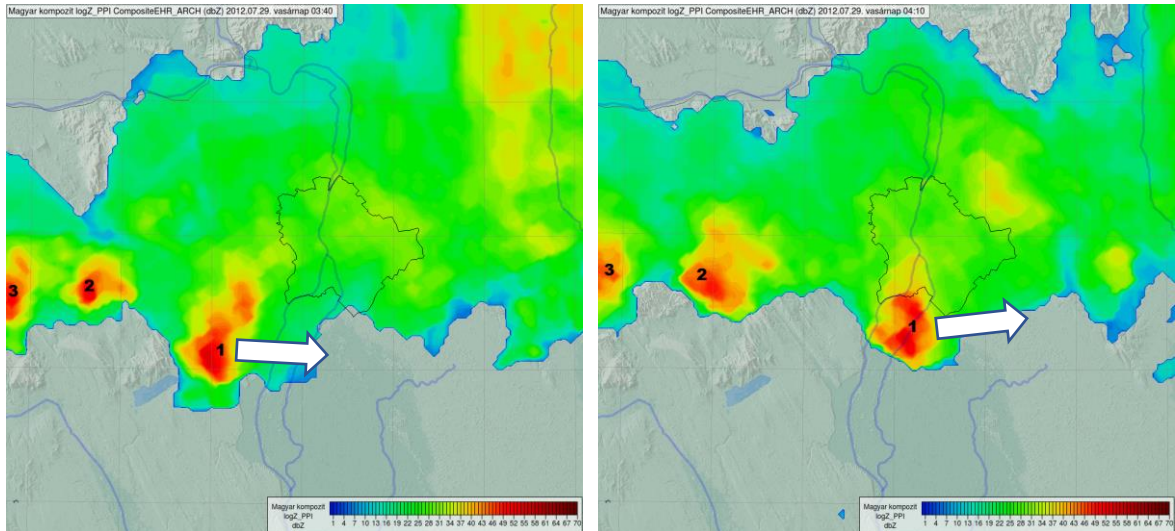 Magyar kompozit logZ_PPI CompositeEHR_ARCH (dbZ) 2012.07.29. vasárnap 03:40
3
2
1
Magyar kompozit
logZ_PPI
dbZ
1 4 7 10 13 16 19 22 25 28 31 34 37 40 43 46 49 52 55 58 61 64 67 70
Magyar kompozit logZ_PPI CompositeEHR_ARCH (dbZ) 2012.07.29. vasárnap 04:10
3
2
1
Magyar kompozit
logZ_PPI
dbZ
1 4 7 10 13 16 19 22 25 28 31 34 37 40 43 46 49 52 55 58 61 64 67 70